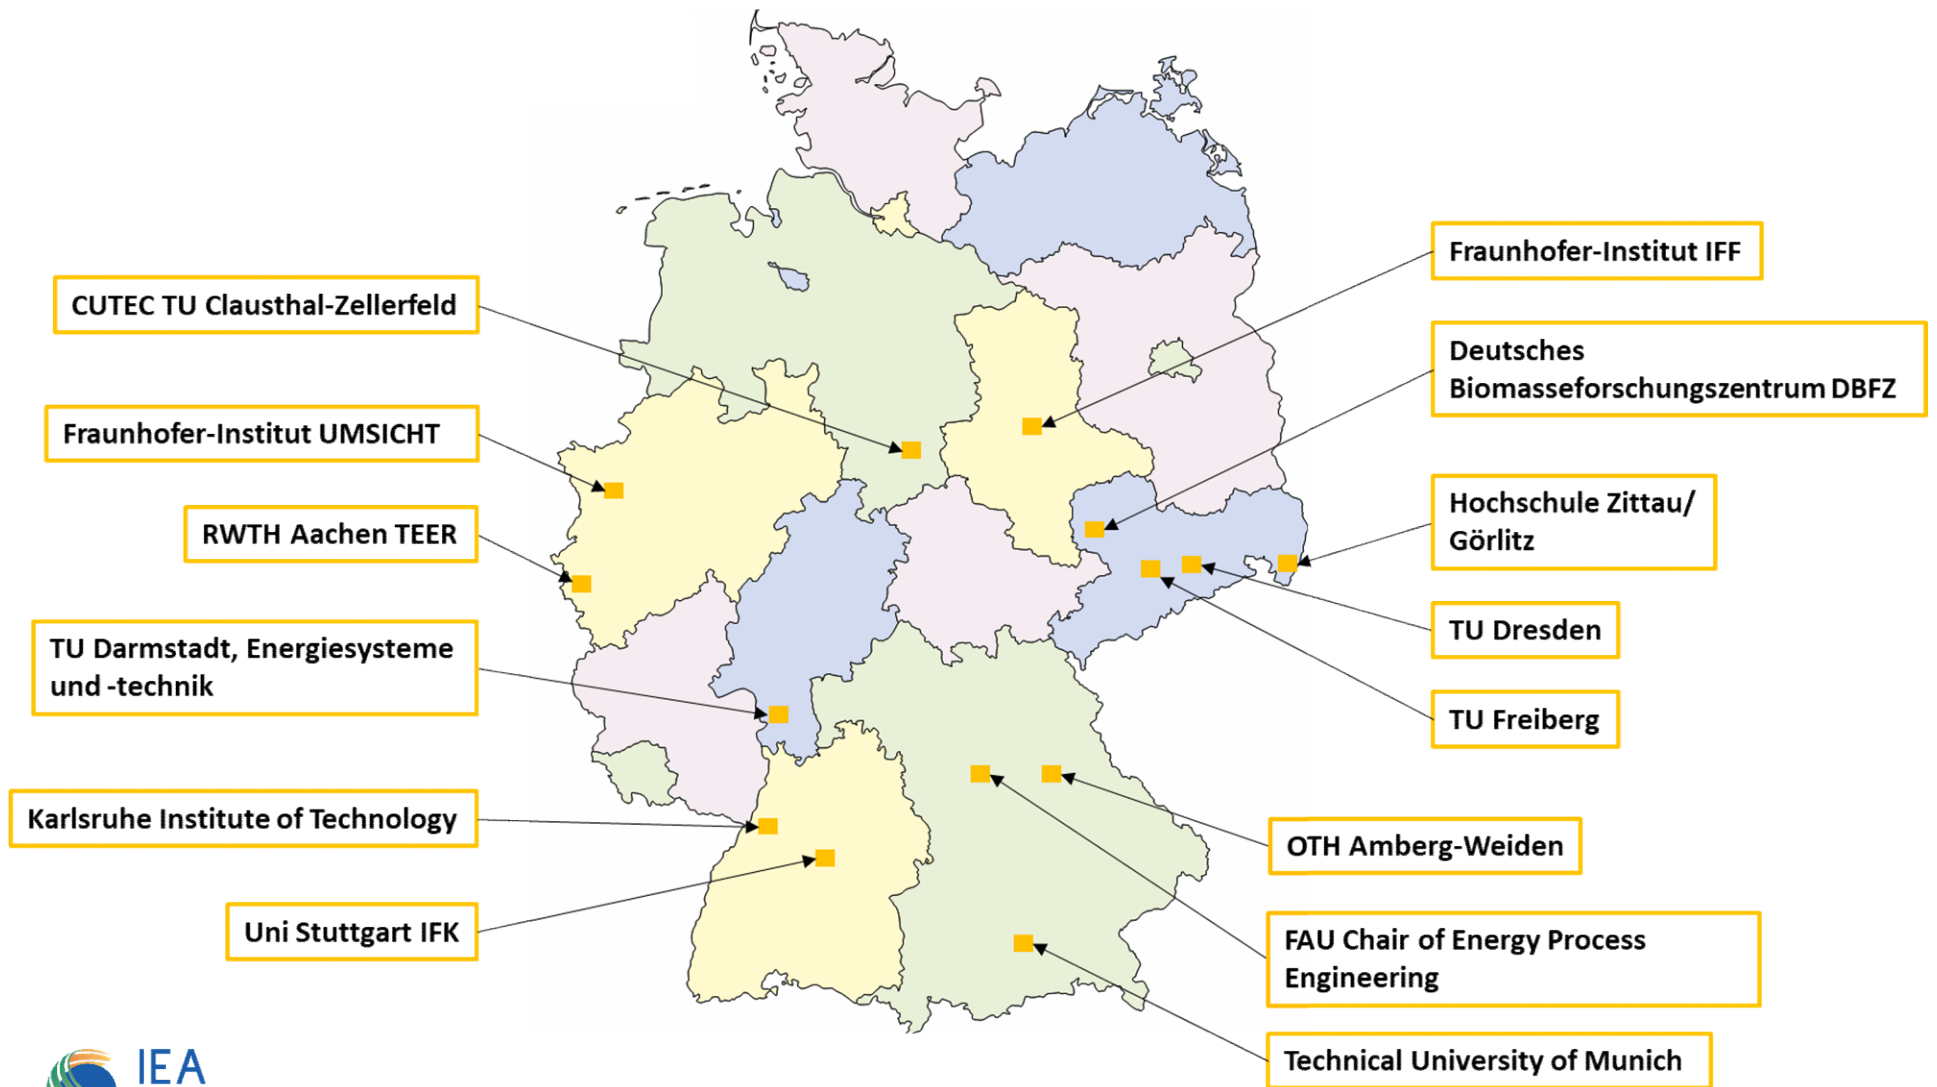 CUTEC TU Clausthal-Zellerfeld
Fraunhofer-Institut UMSICHT
RWTH Aachen TEER
TU Darmstadt, Energiesysteme
und -technik
Karlsruhe Institute of Technology
Uni Stuttgart IFK
Fraunhofer-Institut IFF
Deutsches
Biomasseforschungszentrum DBFZ
Hochschule Zittau/
Görlitz
TU Dresden
TU Freiberg
OTH Amberg-Weiden
FAU Chair of Energy Process
Engineering
Technical University of Munich
IEA